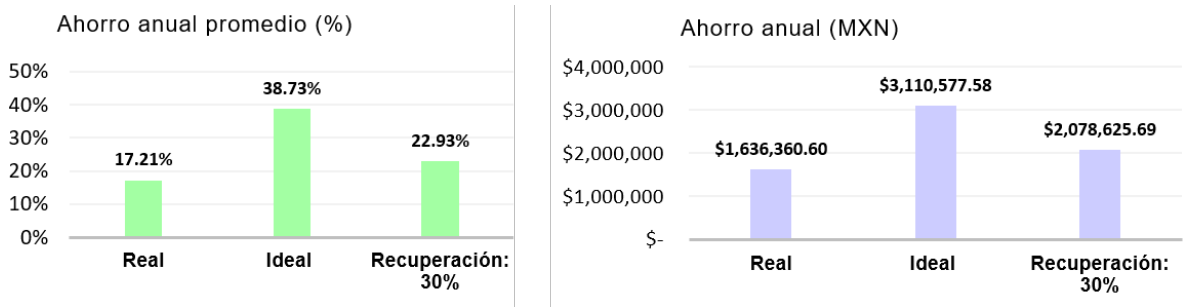 Ahorro anual promedio (%)
50%
40%
30%
20%
10%
0%
17.21%
38.73%
22.93%
Real
Ideal
Recuperación:
30%
Ahorro anual (MXN)
$4,000,000
$3,000,000
$2,000,000
$1,000,000
$-
$1,636,360.60
$3,110,577.58
$2,078,625.69
Real
Ideal
Recuperación:
30%